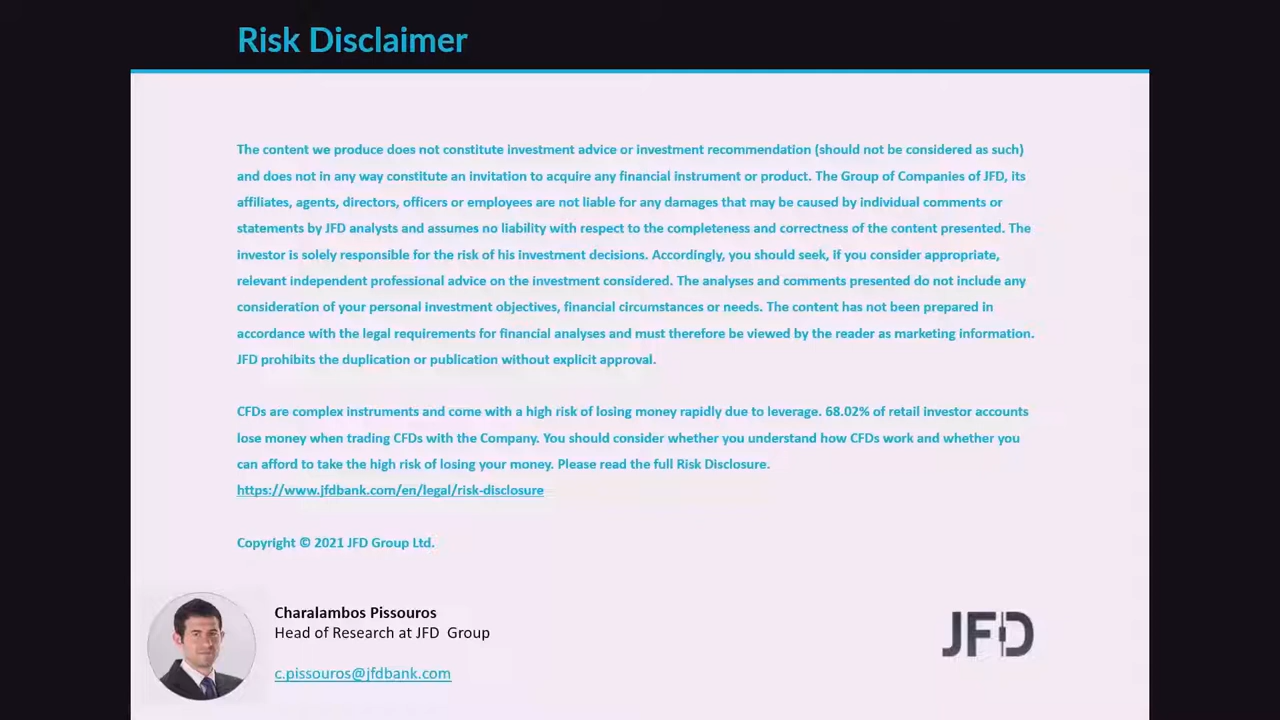 Risk Disclaimer
The content we produce does not constitute investment advice or investment recommendation (should not be considered as such)
and does not in any way constitute an invitation to acquire any financial instrument or product. The Group of Companies of JFD, its
affiliates, agents, directors, officers or employees are not liable for any damages that may be caused by individual comments or
statements by JFD analysts and assumes no liability with respect to the completeness and correctness of the content presented. The
investor is solely responsible for the risk of his investment decisions. Accordingly, you should seek, if you consider appropriate,
relevant independent professional advice on the investment considered. The analyses and comments presented do not include any
consideration of your personal investment objectives, financial circumstances or needs. The content has not been prepared in
accordance with the legal requirements for financial analyses and must therefore be viewed by the reader as marketing information.
JFD prohibits the duplication or publication without explicit approval.
CFDs are complex instruments and come with a high risk of losing money rapidly due to leverage. 68.02% of retail investor accounts
lose money when trading CFDs with the Company. You should consider whether you understand how CFDs work and whether you
can afford to take the high risk of losing your money. Please read the full Risk Disclosure.
https://www.jfdbank.com/en/legal/risk-disclosure
Copyright © 2021 JFD Group Ltd.
Charalambos Pissouros
Head of Research at JFD Group
c.pissouros@jfdbank.com
JFD